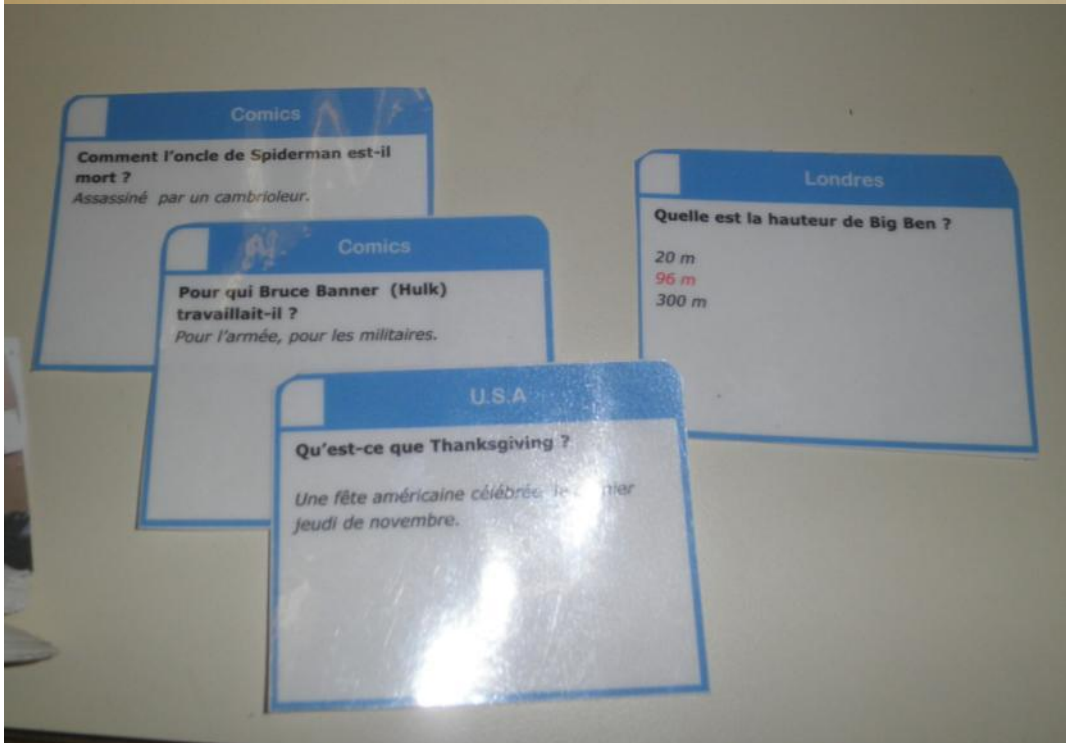 Comics
Comment l'oncle de Spiderman est-il
mort ?
Assassiné par un cambrioleur.
Comics
Pour qui Bruce Banner (Hulk)
travaillait-il ?
Pour l'armée, pour les militaires.
U.S.A
Qu'est-ce que Thanksgiving ?
Une fête américaine célébrée
jeudi de novembre.
Londres
Quelle est la hauteur de Big Ben ?
20 m
96 m
300 m